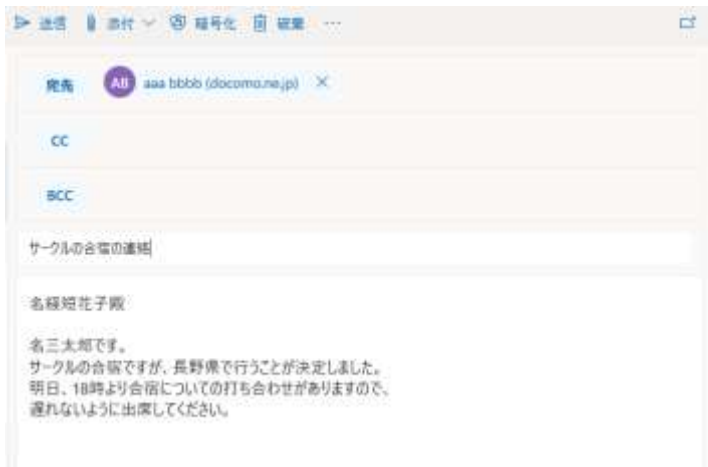 送信 添付 暗号化 破棄 …
宛先 AB aaa bbbb (docomo.ne.jp) ×
CC
BCC
サークルの合宿の連絡
名経短花子殿
名三太郎です。
サークルの合宿ですが、長野県で行うことが決定しました。
明日、18時より合宿についての打ち合わせがありますので、
遅れないように出席してください。